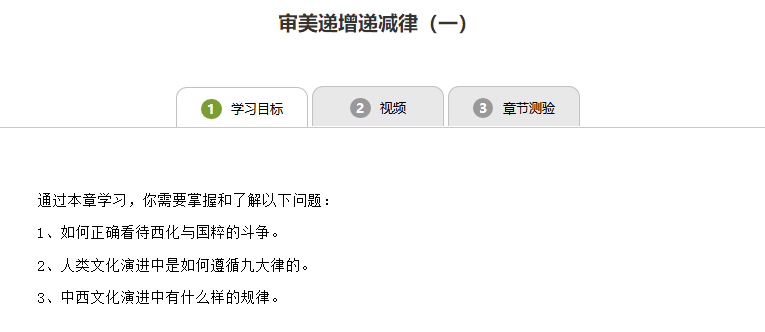 审美递增递减律（一）
1 学习目标 2 视频 3 章节测验
通过本章学习，你需要掌握和了解以下问题：
1、如何正确看待西化与国粹的斗争。
2、人类文化演进中是如何遵循九大律的。
3、中西文化演进中有什么样的规律。